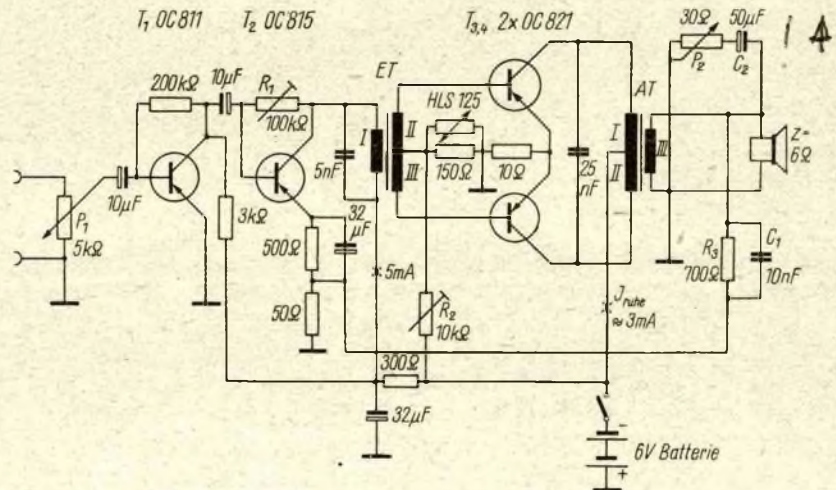 T₁ OC811
T₂ OC815
T₃,₄ 2x OC821
30Ω
50µF
P₂
C₂
200kΩ
10µF
R₁
100kΩ
ET
HLS 125
AT
I
II
III
I
II
III
5nF
150Ω
10Ω
25
nF
Z=
6Ω
10µF
P₁
5kΩ
3kΩ
32
µF
500Ω
50Ω
5mA
R₂
10kΩ
J ruhe
≈ 3mA
R₃
700Ω
C₁
10nF
300Ω
32µF
-
6V Batterie
+